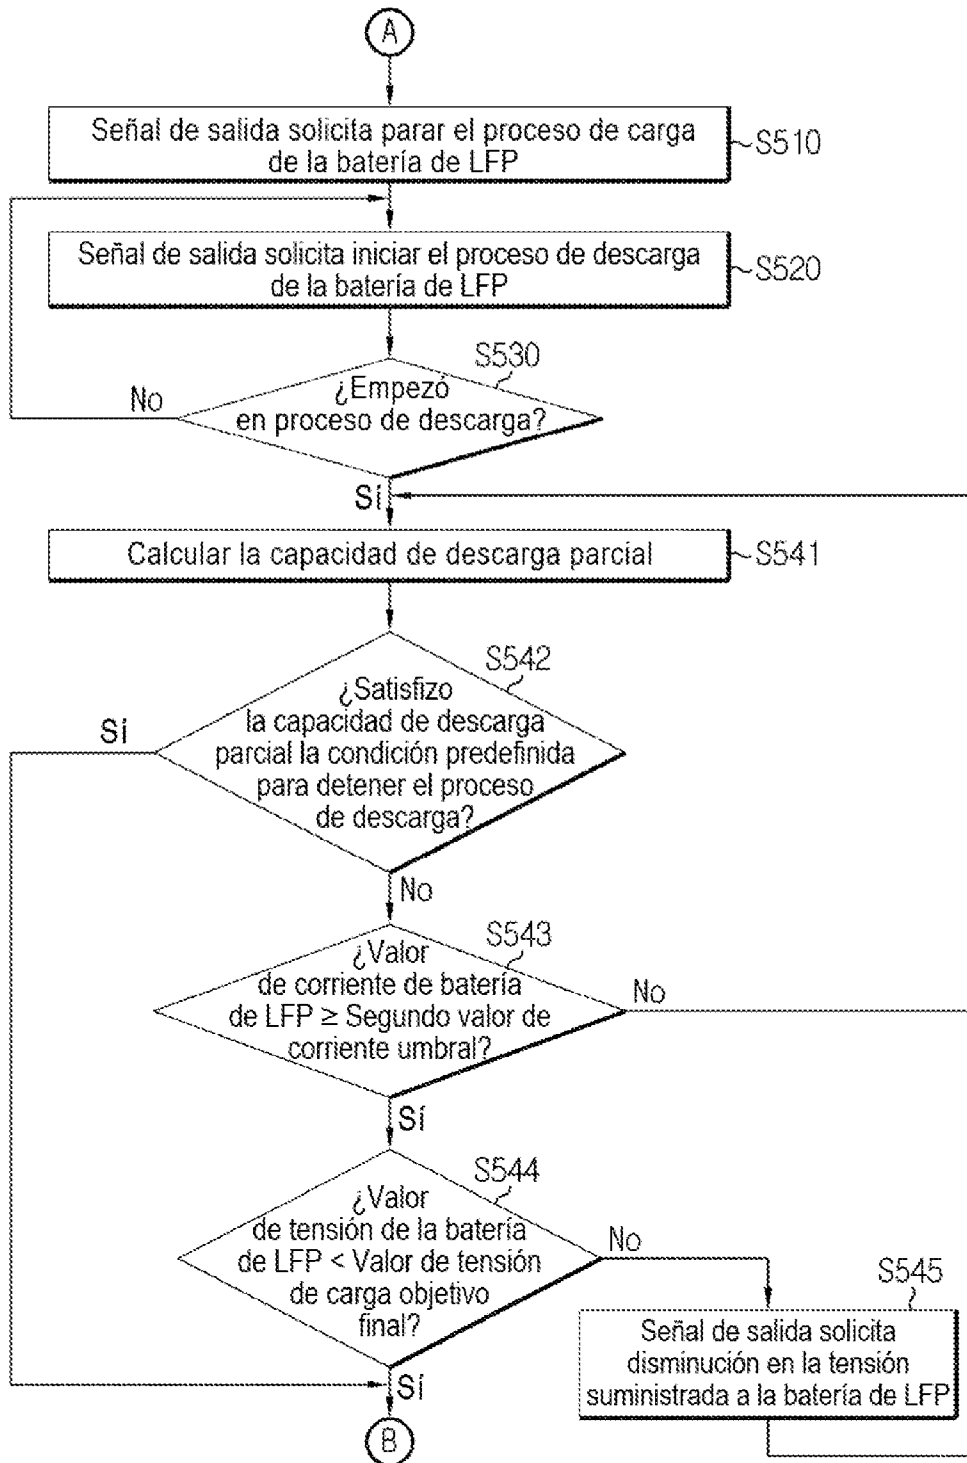 A
Señal de salida solicita parar el proceso de carga
de la batería de LFP
S510
Señal de salida solicita iniciar el proceso de descarga
de la batería de LFP
S520
S530
¿Empezó
en proceso de descarga?
No
Sí
Calcular la capacidad de descarga parcial
S541
S542
¿Satisfizo
la capacidad de descarga
parcial la condición predefinida
para detener el proceso
de descarga?
Sí
No
S543
¿Valor
de corriente de batería
de LFP ≥ Segundo valor de
corriente umbral?
No
Sí
S544
¿Valor
de tensión de la batería
de LFP < Valor de tensión
de carga objetivo
final?
No
Sí
S545
Señal de salida solicita
disminución en la tensión
suministrada a la batería de LFP
B